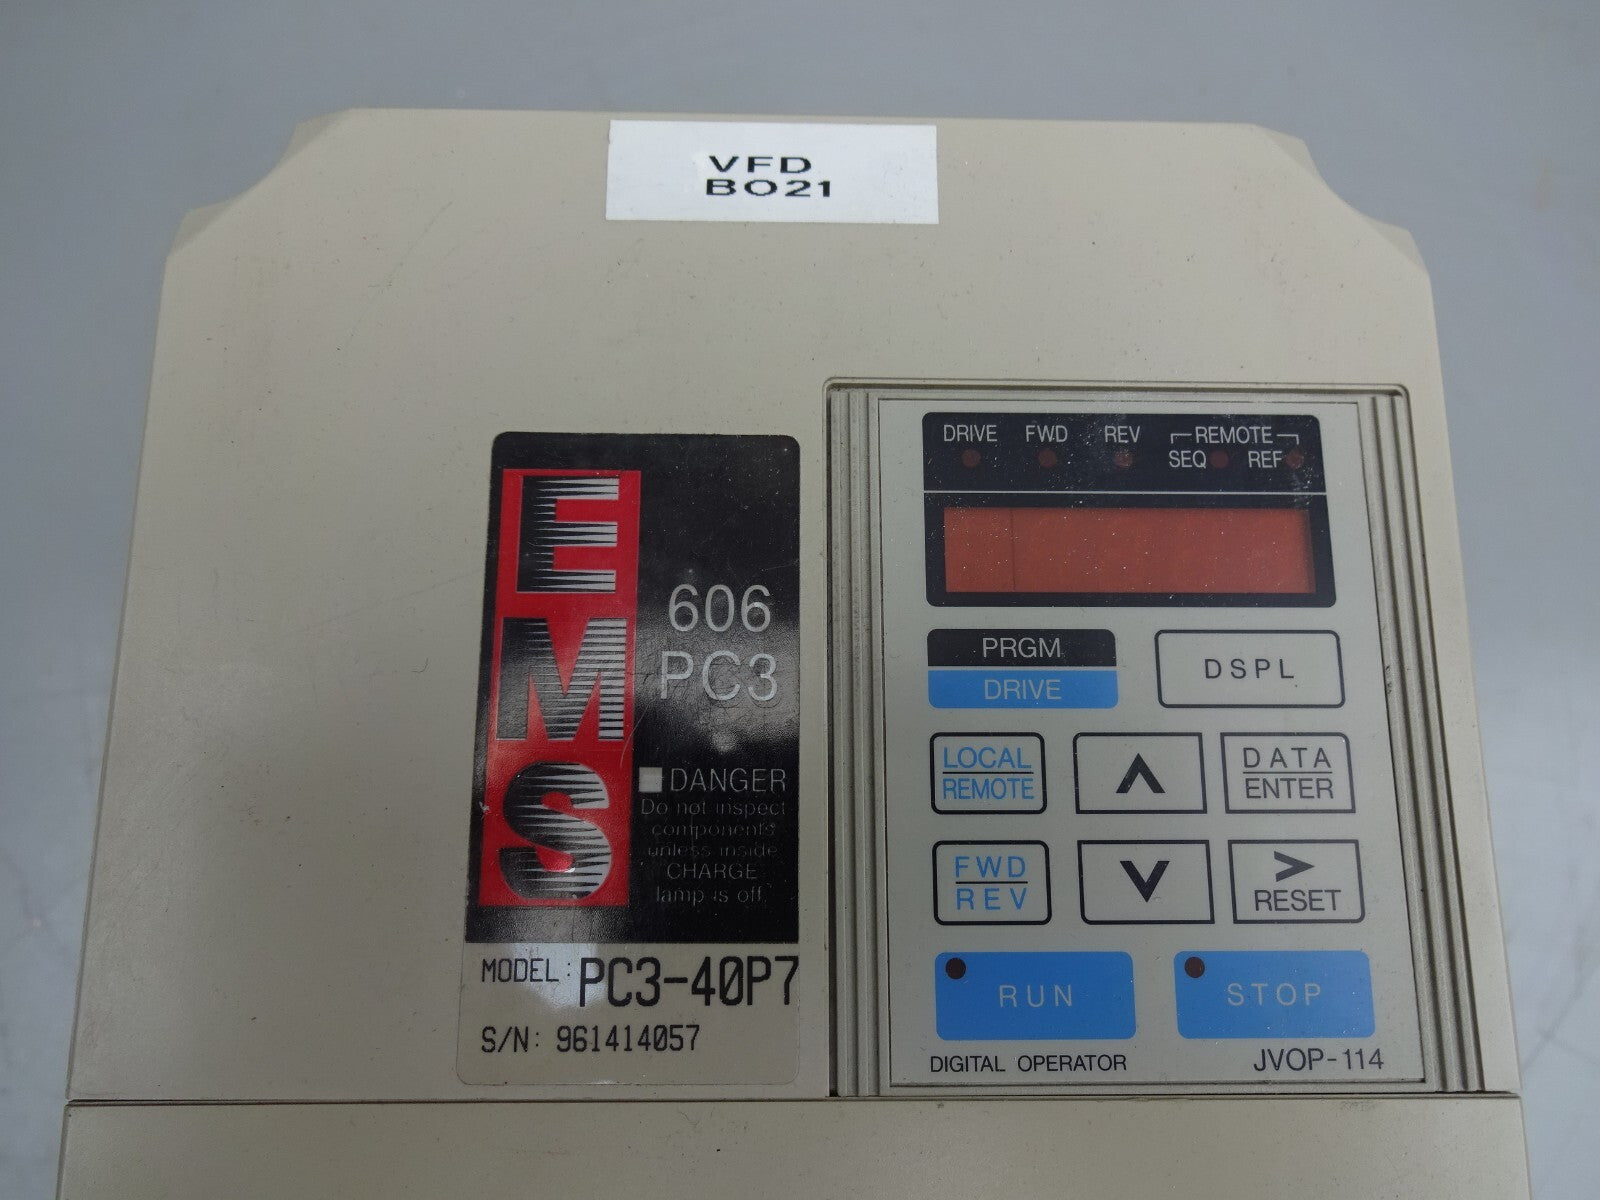 VFD
B021
EMS
606
PC3
DANGER
Do not inspect
components
unless inside
CHARGE
lamp is off.
MODEL: PC3-40P7
S/N: 961414057
DRIVE FWD REV REMOTE
SEQ REF
PRGM
DRIVE
DSPL
LOCAL
REMOTE
DATA
ENTER
FWD
REV
>
RESET
RUN
STOP
DIGITAL OPERATOR JVOP-114